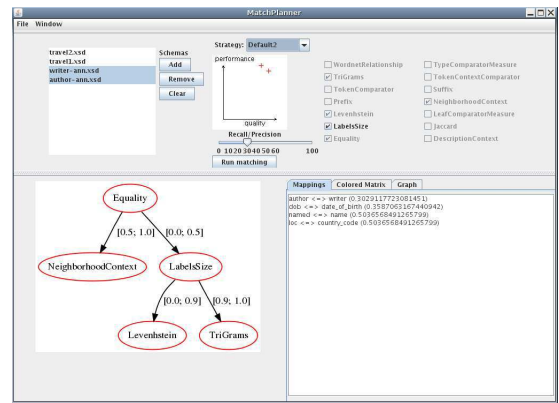 MatchPlanner
File Window
travel2.xsd
travel1.xsd
writer-ann.xsd
author-ann.xsd
Schemas
Add
Remove
Clear
Strategy: Default2
performance
quality
Recall/Precision
0 10 20 30 40 50 60 100
Run matching
WordnetRelationship
TriGrams
TokenComparator
Prefix
Levenhstein
LabelsSize
Equality
TypeComparatorMeasure
TokenContextComparator
Suffix
NeighborhoodContext
LeafComparatorMeasure
Jaccard
DescriptionContext
Equality
[0.5; 1.0] [0.0; 0.5]
NeighborhoodContext LabelsSize
[0.0; 0.9] [0.9; 1.0]
Levenhstein TriGrams
Mappings Colored Matrix Graph
author <=> writer (0.3029117723081451)
dob <=> date_of_birth (0.3587063167440942)
named <=> name (0.5036568491265799)
loc <=> country_code (0.5036568491265799)